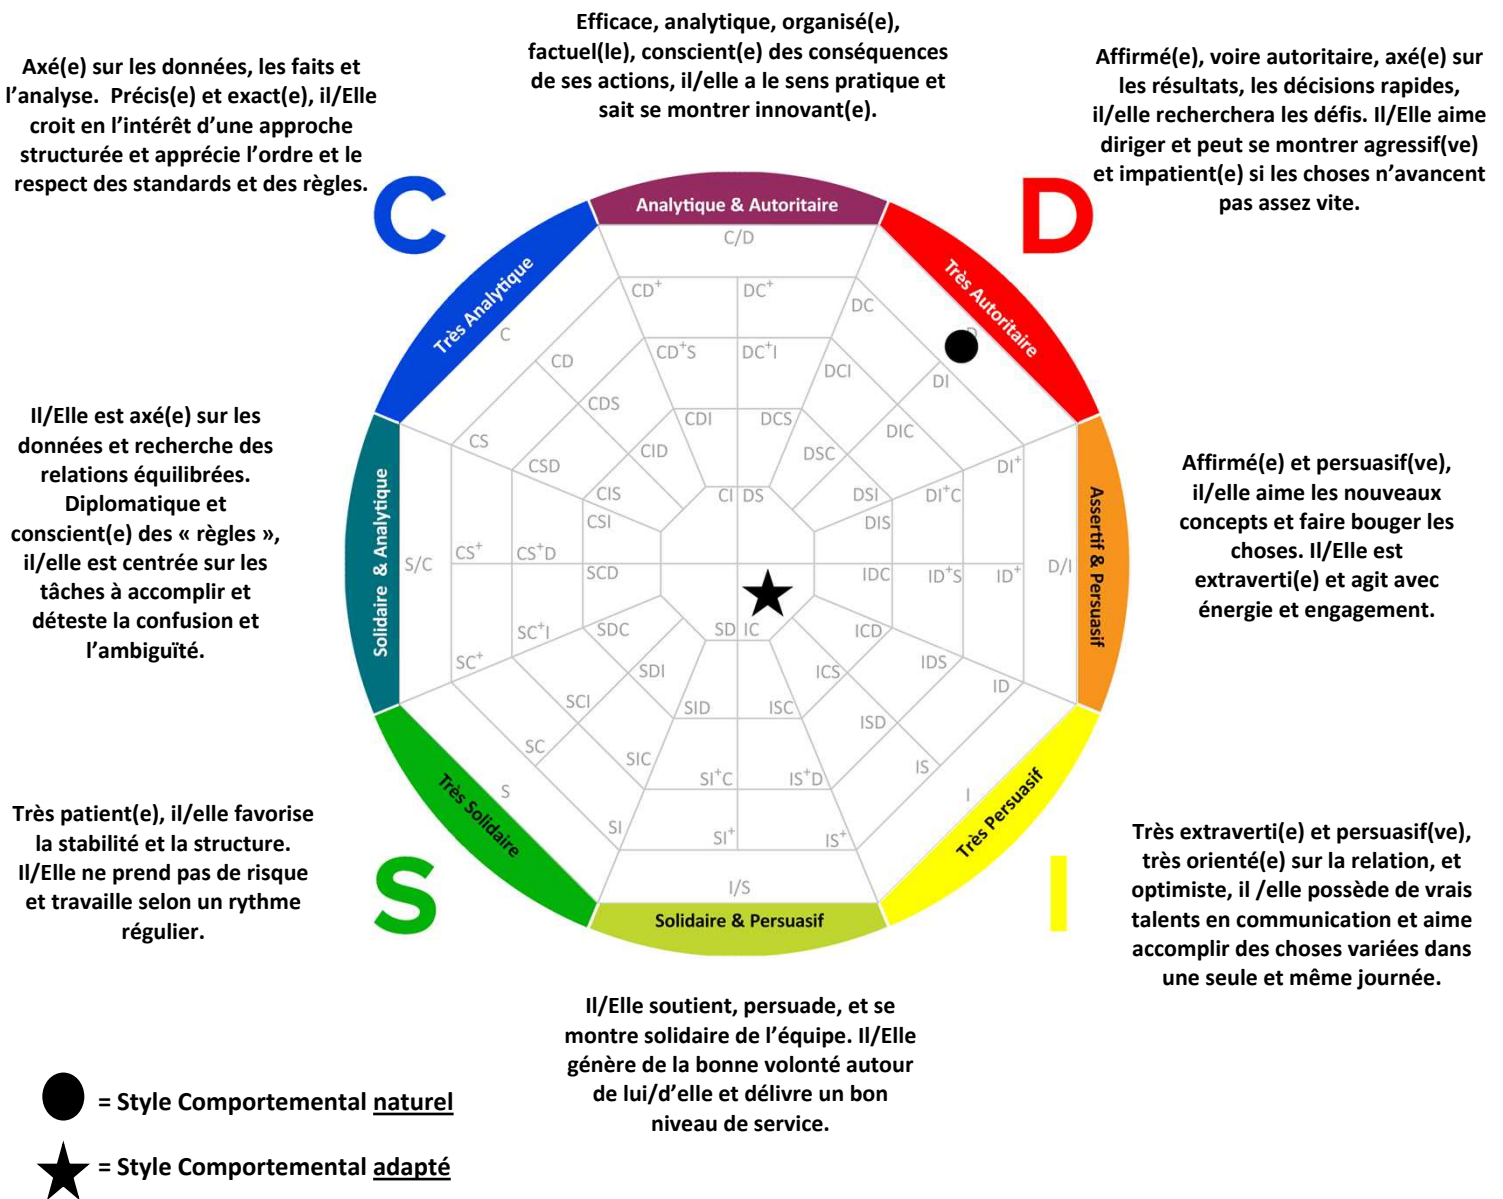 Efficace, analytique, organisé(e),
factuel(le), conscient(e) des conséquences
de ses actions, il/elle a le sens pratique et
sait se montrer innovant(e).
Axé(e) sur les données, les faits et
l’analyse. Précis(e) et exact(e), il/Elle
croit en l’intérêt d’une approche
structurée et apprécie l’ordre et le
respect des standards et des règles.
Affirmé(e), voire autoritaire, axé(e) sur
les résultats, les décisions rapides,
il/elle recherchera les défis. Il/Elle aime
diriger et peut se montrer agressif(ve)
et impatient(e) si les choses n’avancent
pas assez vite.
C
D
Analytique & Autoritaire
Très Analytique
Très Autoritaire
C/D
CD+
DC+
DC
D
C
CD
CD+S
DC+I
DCI
DI
CDS
CDI
DCS
DIC
CS
CSD
CID
DSC
DI+
CIS
CI
DS
DSI
DI+C
CSI
DIS
Il/Elle est axé(e) sur les
données et recherche des
relations équilibrées.
Diplomatique et
conscient(e) des « règles »,
il/elle est centrée sur les
tâches à accomplir et
déteste la confusion et
l’ambiguïté.
Solidaire & Analytique
S/C
CS+
CS+D
SCD
IDC
ID+S
ID+
D/I
Assertif & Persuasif
Affirmé(e) et persuasif(ve),
il/elle aime les nouveaux
concepts et faire bouger les
choses. Il/Elle est
extraverti(e) et agit avec
énergie et engagement.
SC+I
SDC
SD
IC
ICD
SC+
SDI
ICS
IDS
ID
SCI
SID
ISC
ISD
SC
SIC
SI+C
IS+D
IS
S
I
SI
SI+
IS+
I/S
Très Solidaire
Très Persuasif
Solidaire & Persuasif
S
I
Très patient(e), il/elle favorise
la stabilité et la structure.
Il/Elle ne prend pas de risque
et travaille selon un rythme
régulier.
Très extraverti(e) et persuasif(ve),
très orienté(e) sur la relation, et
optimiste, il /elle possède de vrais
talents en communication et aime
accomplir des choses variées dans
une seule et même journée.
Il/Elle soutient, persuade, et se
montre solidaire de l’équipe. Il/Elle
génère de la bonne volonté autour
de lui/d’elle et délivre un bon
niveau de service.
= Style Comportemental naturel
= Style Comportemental adapté